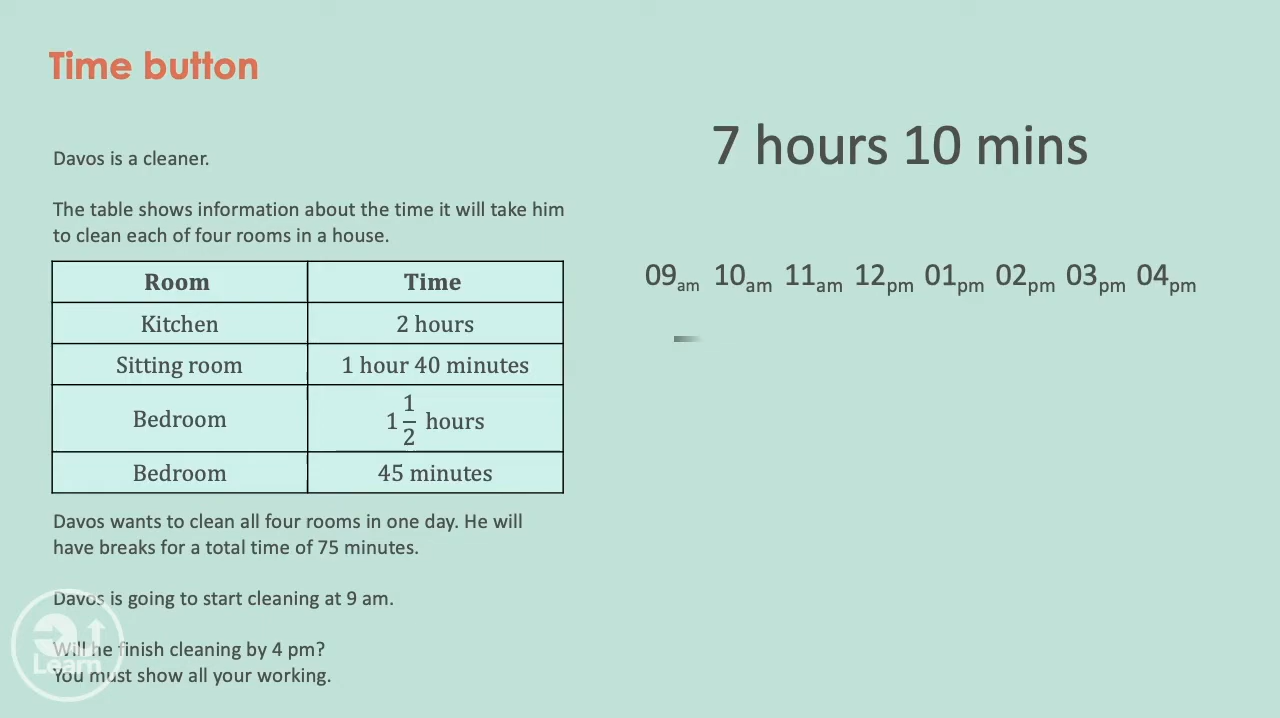 Time button
Davos is a cleaner.
The table shows information about the time it will take him
to clean each of four rooms in a house.
Room Time
Kitchen 2 hours
Sitting room 1 hour 40 minutes
Bedroom 1 1/2 hours
Bedroom 45 minutes
Davos wants to clean all four rooms in one day. He will
have breaks for a total time of 75 minutes.
Davos is going to start cleaning at 9 am.
Will he finish cleaning by 4 pm?
You must show all your working.
Learn
7 hours 10 mins
09am 10am 11am 12pm 01pm 02pm 03pm 04pm